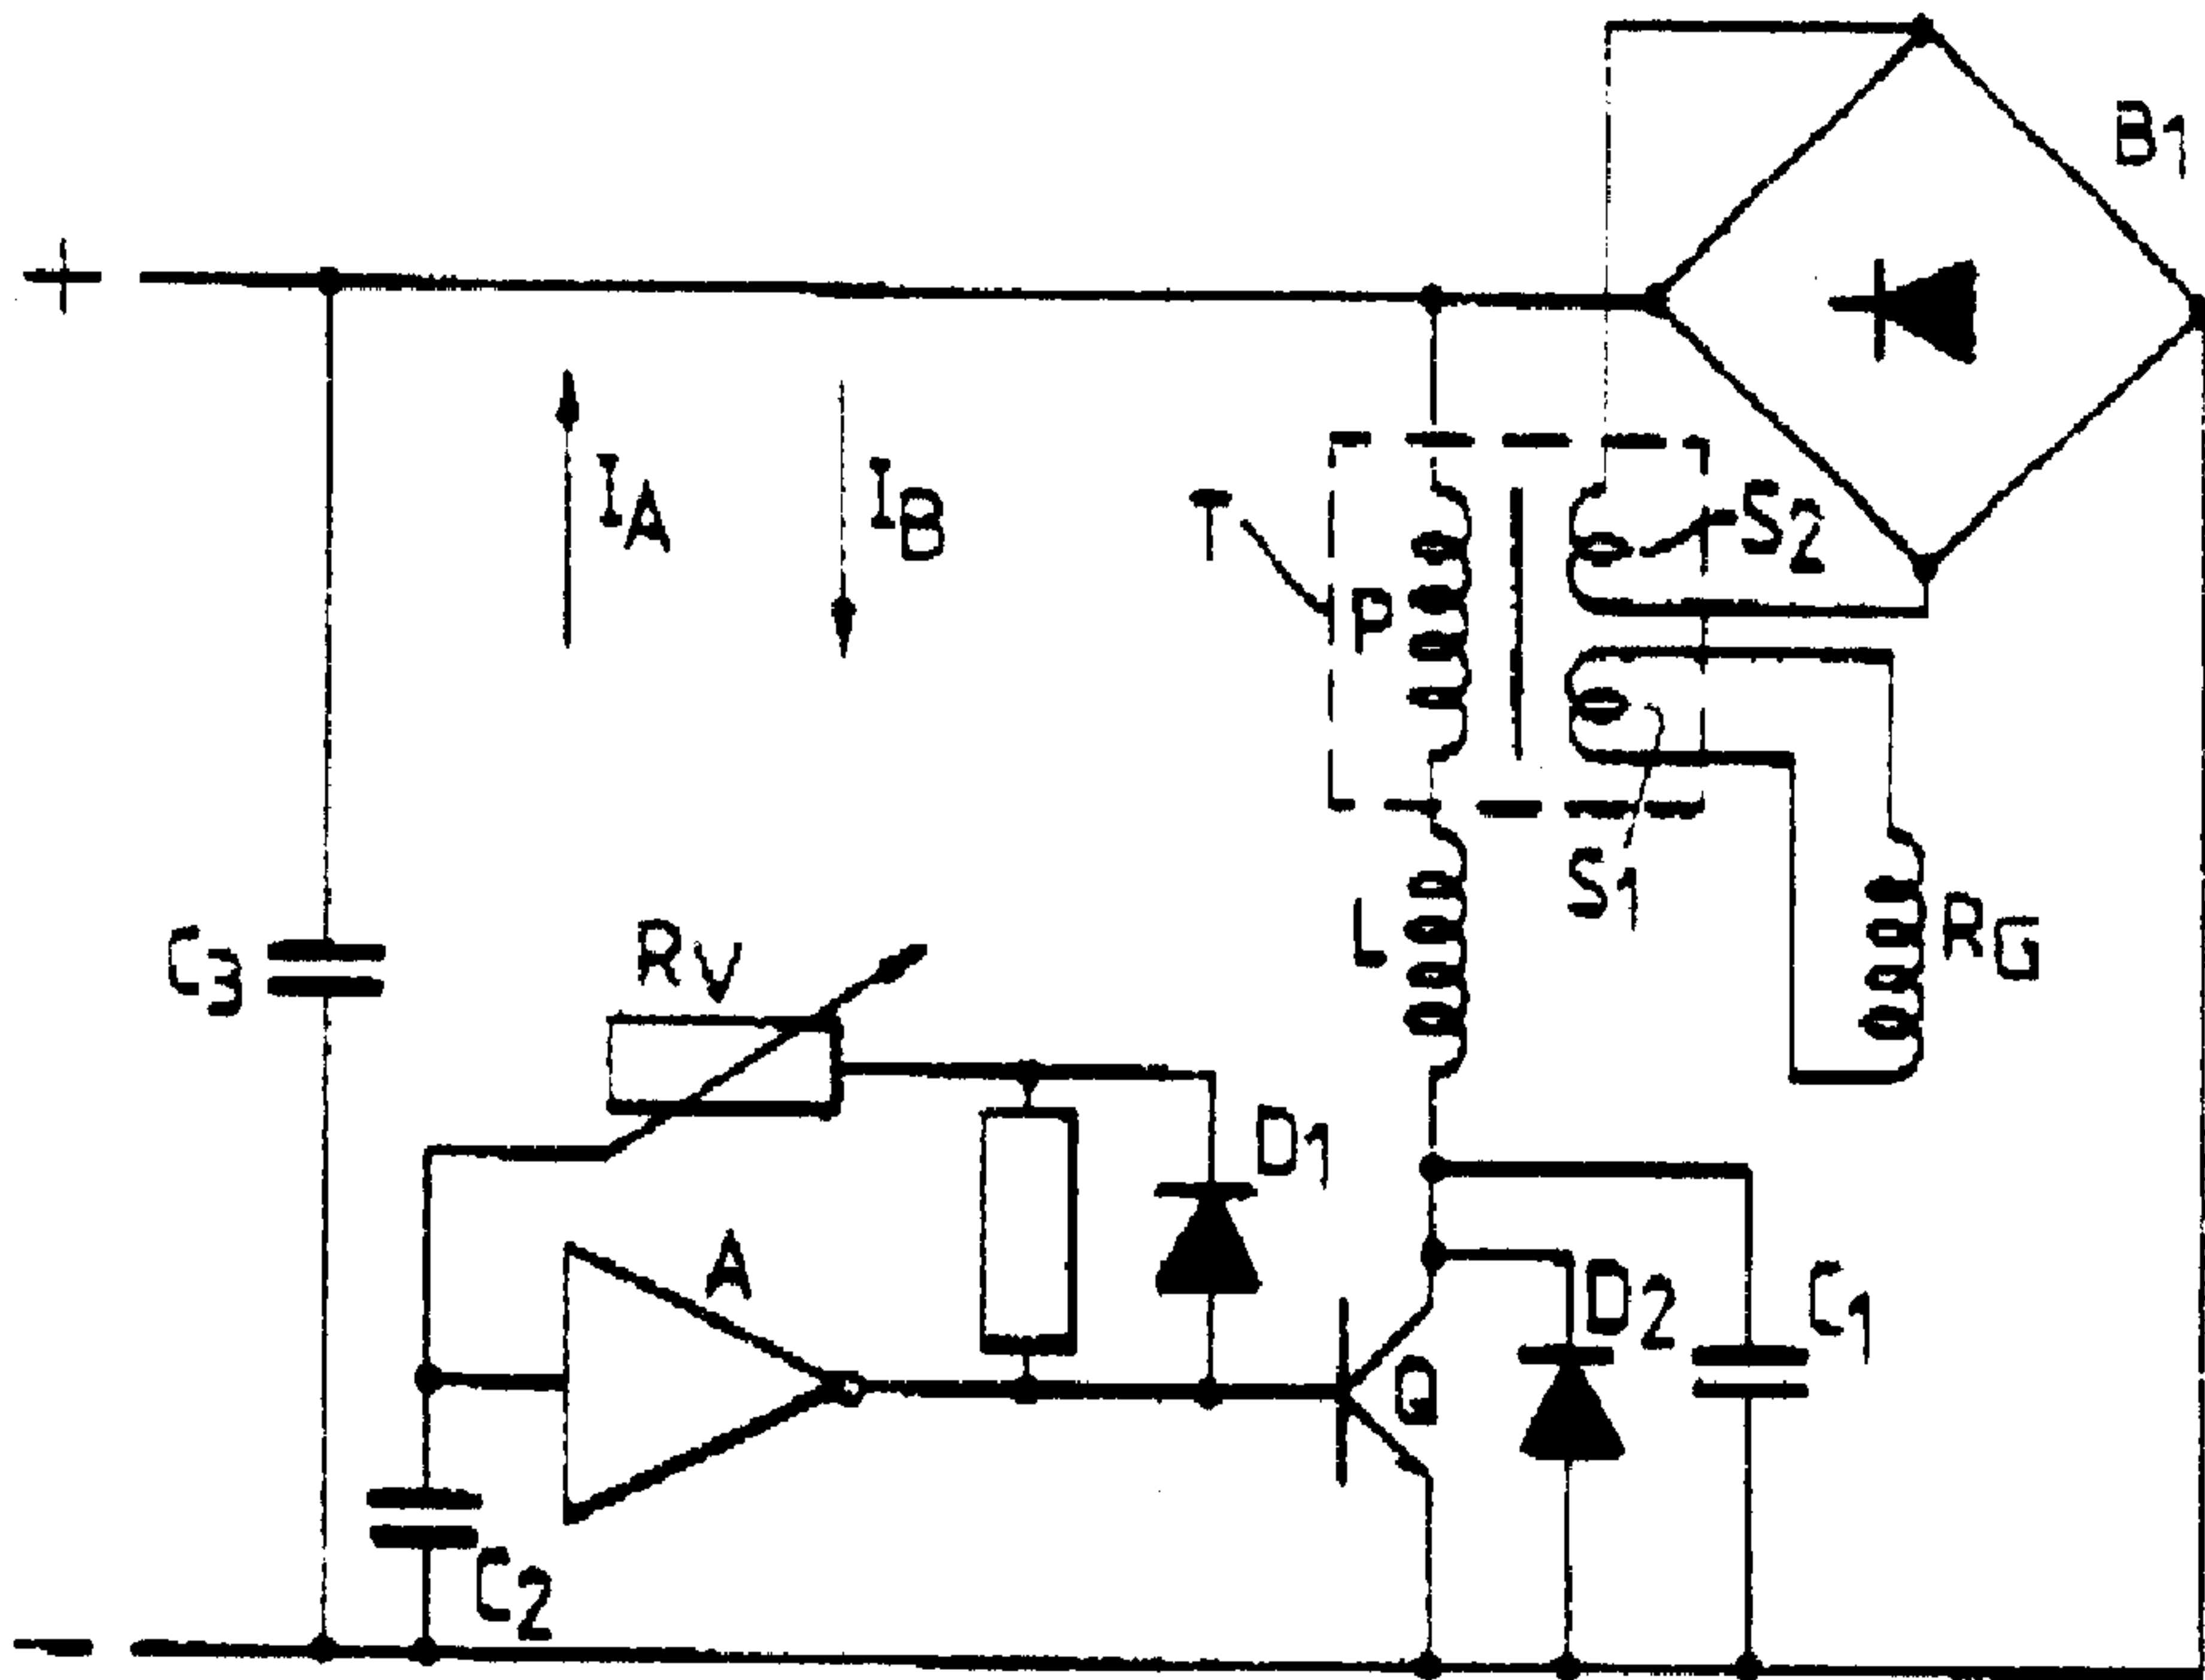 B1
+
IA
IB
T
S2
P
S1
L
RG
C3
RV
D1
A
D2
C1
Q
C2
−